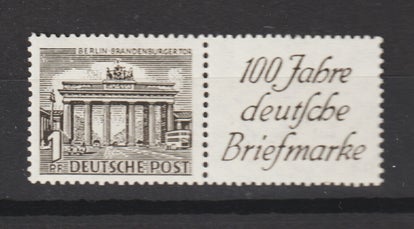 BERLIN-BRANDENBURGER TOR
1
PF
DEUTSCHE POST
100 Jahre
deutsche
Briefmarke